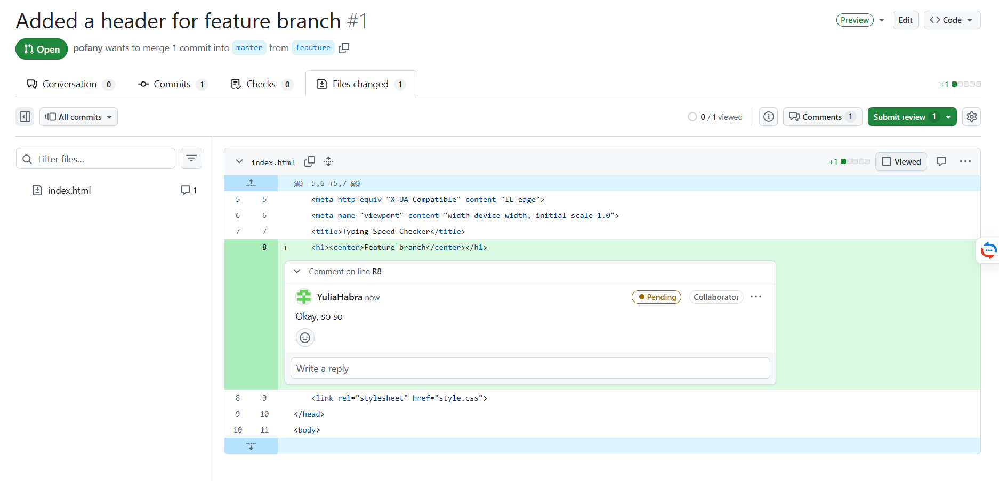 Added a header for feature branch #1
Preview
Edit
Code
Open
pofany wants to merge 1 commit into master from feauture
Conversation 0
Commits 1
Checks 0
Files changed 1
+1
All commits
0 / 1 viewed
Comments 1
Submit review 1
Filter files...
index.html
1
index.html
+1
Viewed
@@ -5,6 +5,7 @@
5 5 <meta http-equiv="X-UA-Compatible" content="IE=edge">
6 6 <meta name="viewport" content="width=device-width, initial-scale=1.0">
7 7 <title>Typing Speed Checker</title>
8 + <h1><center>Feature branch</center></h1>
Comment on line R8
YuliaHabra now
Pending
Collaborator
Okay, so so
Write a reply
8 9 <link rel="stylesheet" href="style.css">
9 10 </head>
10 11 <body>